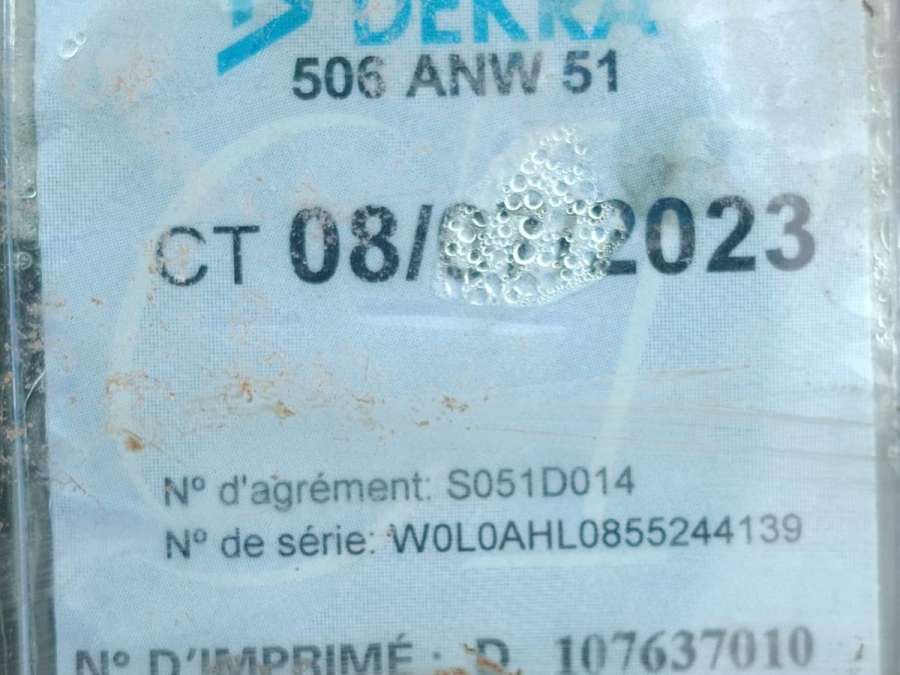 DEKRA
506 ANW 51
CT 08/ 2023
N° d'agrément: S051D014
N° de série: W0L0AHL0855244139
N° D'IMPRIMÉ : D 107637010